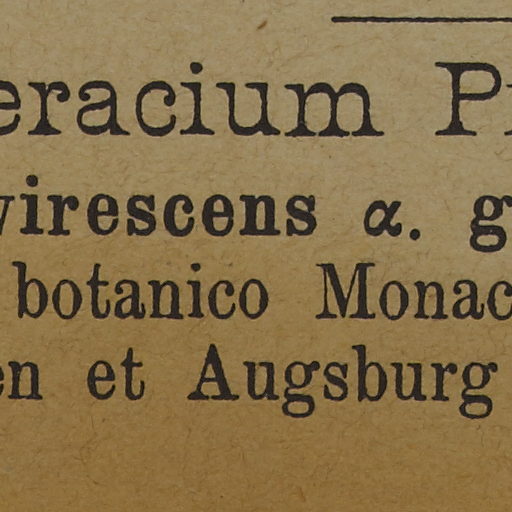 eracium P
virescens α. g
botanico Monac
en et Augsburg